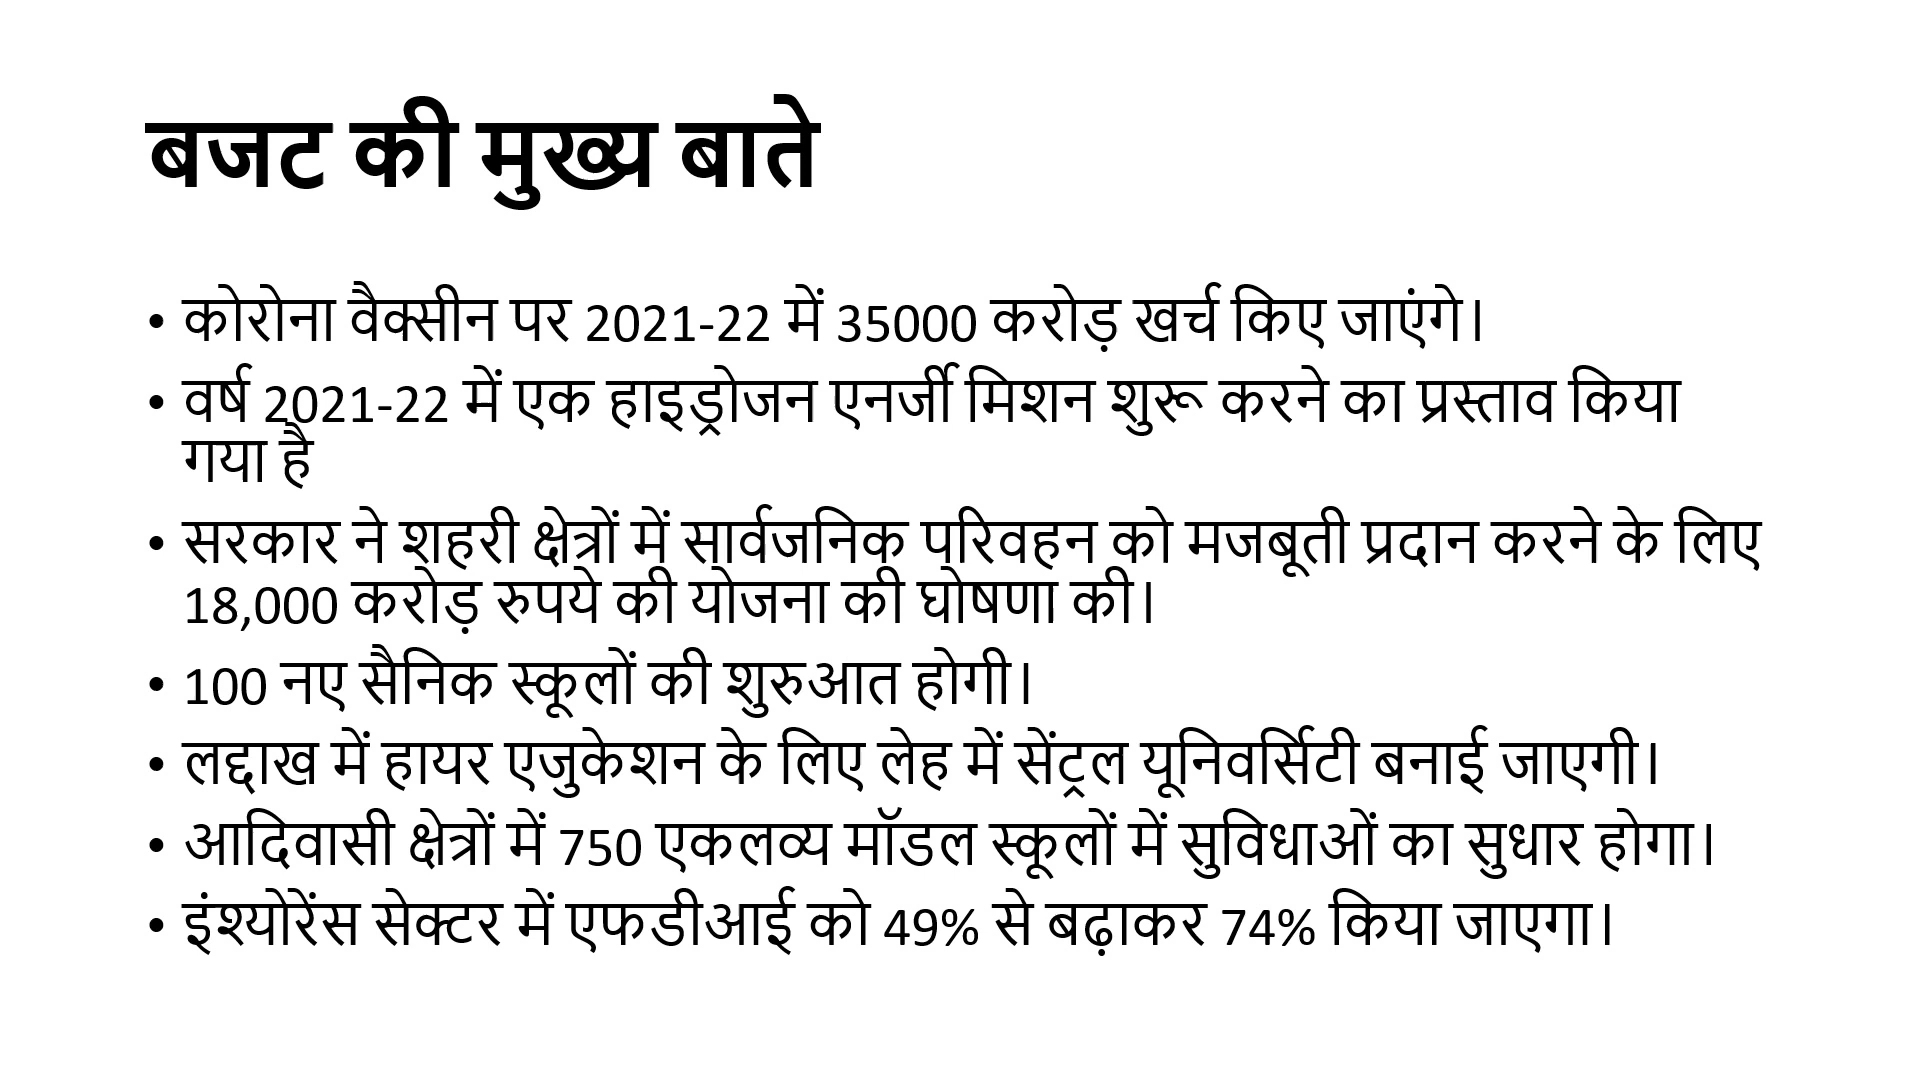 बजट की मुख्य बाते
• कोरोना वैक्सीन पर 2021-22 में 35000 करोड़ खर्च किए जाएंगे।
• वर्ष 2021-22 में एक हाइड्रोजन एनर्जी मिशन शुरू करने का प्रस्ताव किया
गया है
• सरकार ने शहरी क्षेत्रों में सार्वजनिक परिवहन को मजबूती प्रदान करने के लिए
18,000 करोड़ रुपये की योजना की घोषणा की।
• 100 नए सैनिक स्कूलों की शुरुआत होगी।
• लद्दाख में हायर एजुकेशन के लिए लेह में सेंट्रल यूनिवर्सिटी बनाई जाएगी।
• आदिवासी क्षेत्रों में 750 एकलव्य मॉडल स्कूलों में सुविधाओं का सुधार होगा।
• इंश्योरेंस सेक्टर में एफडीआई को 49% से बढ़ाकर 74% किया जाएगा।